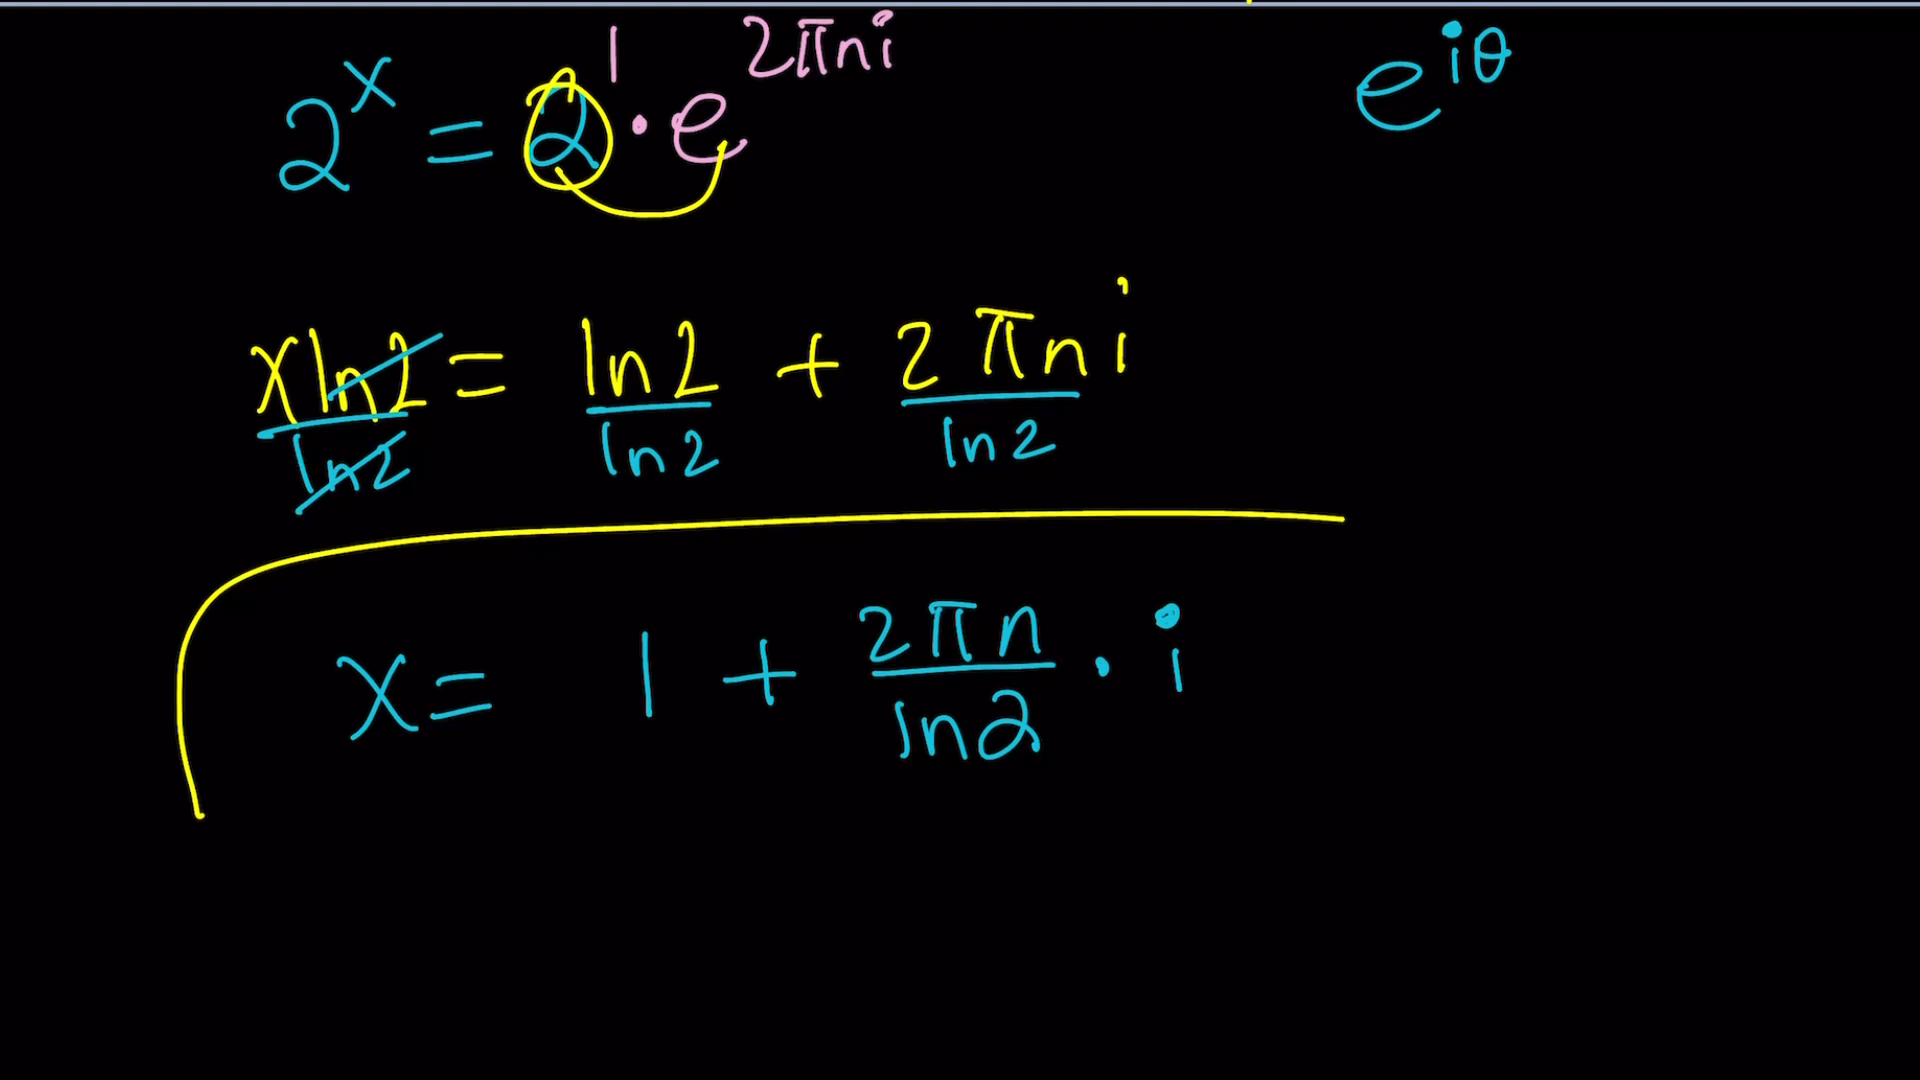 2^x = 2^1 · e^{2πni}
e^{iθ}
x ln2 / ln2 = ln2 / ln2 + 2πni / ln2
x = 1 + 2πn / ln2 · i